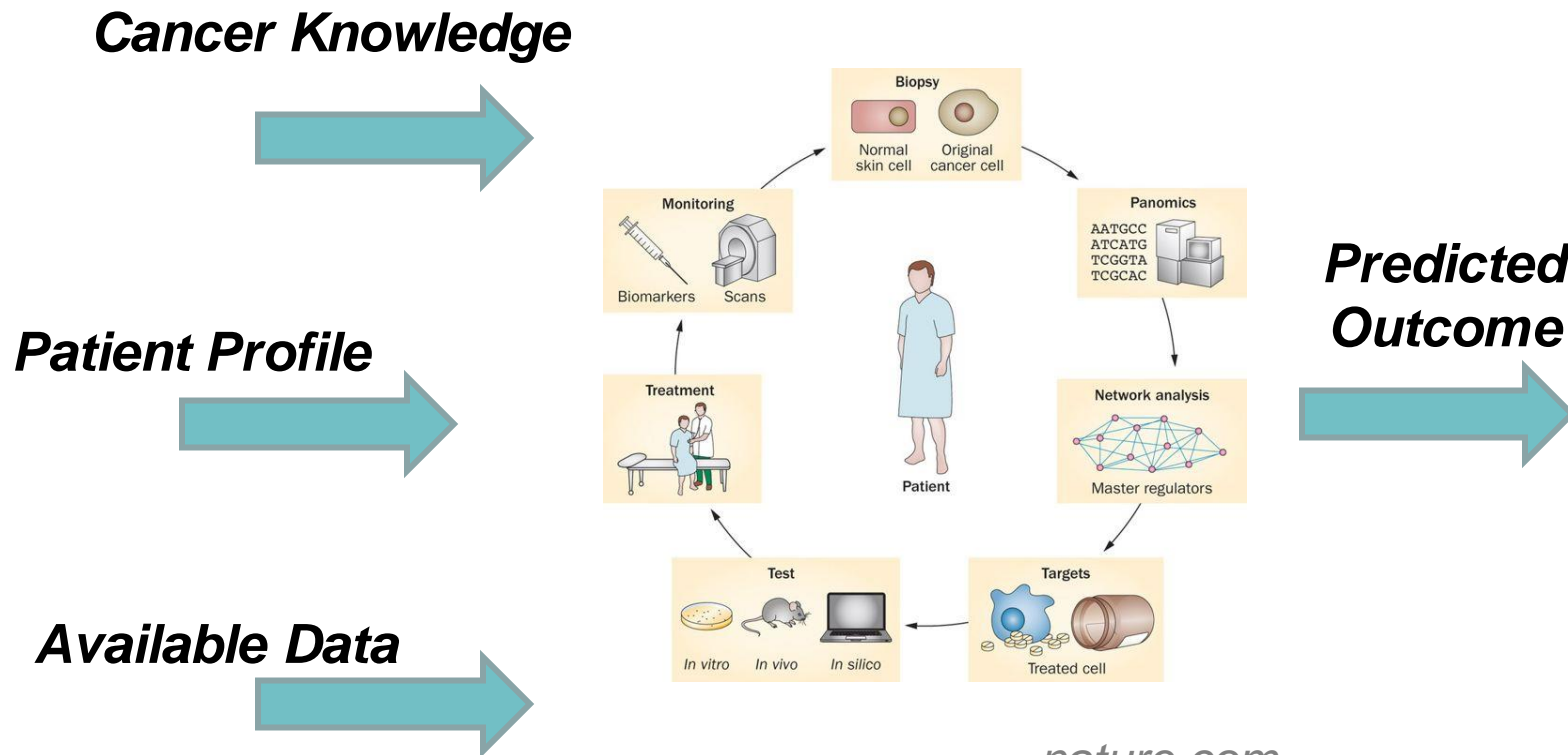 Cancer Knowledge
Patient Profile
Available Data
Biopsy
Normal
skin cell
Original
cancer cell
Panomics
AATGCC
ATCATG
TCGGTA
TCGCAC
Network analysis
Master regulators
Targets
Treated cell
Test
In vitro
In vivo
In silico
Treatment
Monitoring
Biomarkers
Scans
Patient
Predicted
Outcome
nature.com